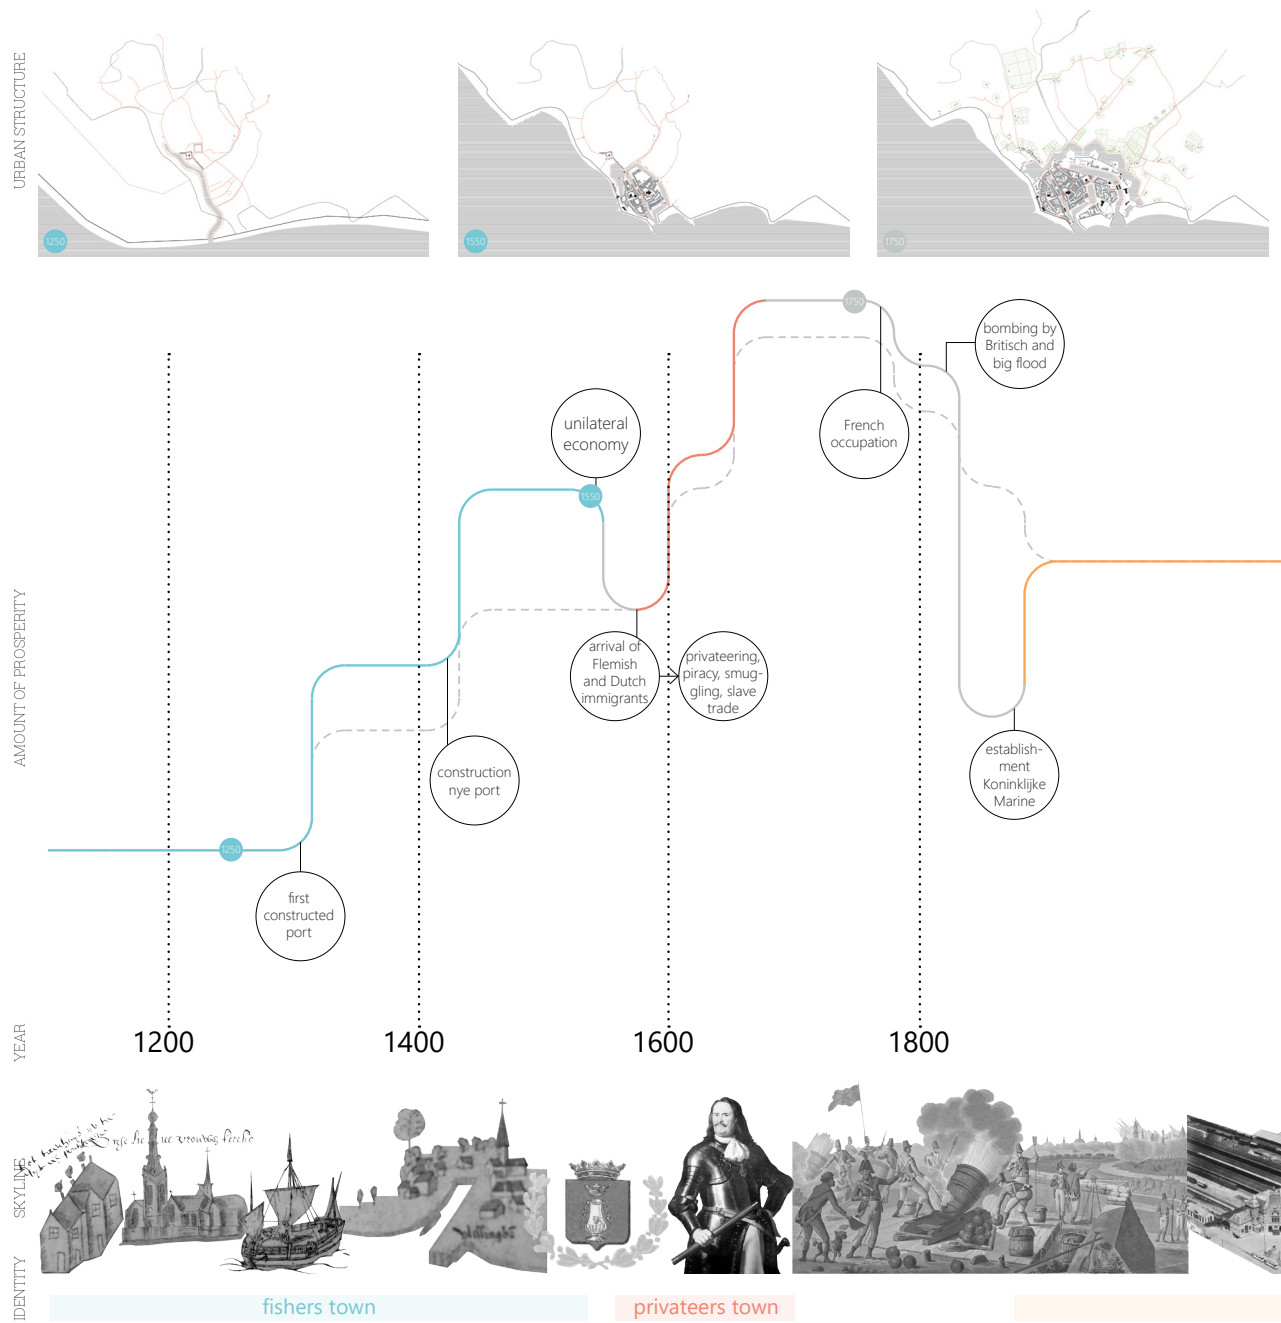 URBAN STRUCTURE
1250
1550
1750
AMOUNT OF PROSPERITY
1750
bombing by
Britisch and
big flood
French
occupation
unilateral
economy
1550
arrival of
Flemish
and Dutch
immigrants
privateering,
piracy, smug-
gling, slave
trade
construction
nye port
establish-
ment
Koninklijke
Marine
1250
first
constructed
port
YEAR
1200
1400
1600
1800
SKYLINE
IDENTITY
fishers town
privateers town